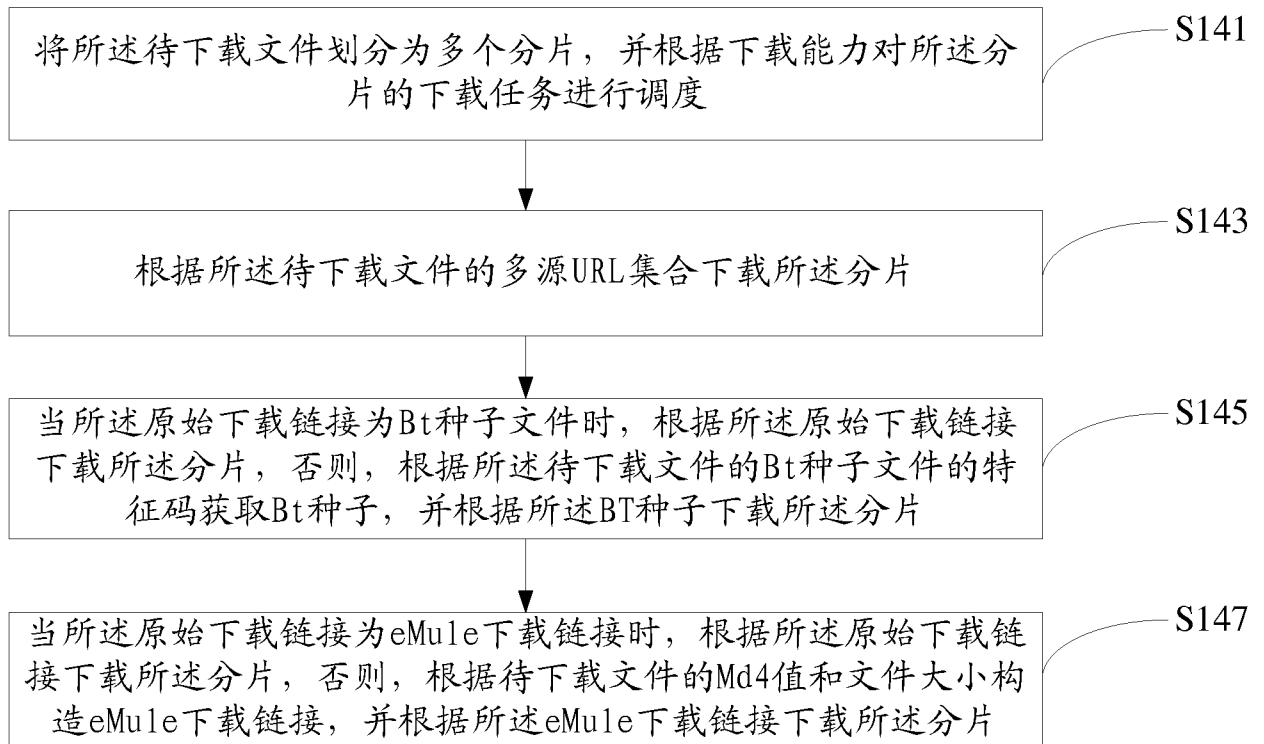 将所述待下载文件划分为多个分片，并根据下载能力对所述分
片的下载任务进行调度
S141
根据所述待下载文件的多源URL集合下载所述分片
S143
当所述原始下载链接为Bt种子文件时，根据所述原始下载链接
下载所述分片，否则，根据所述待下载文件的Bt种子文件的特
征码获取Bt种子，并根据所述BT种子下载所述分片
S145
当所述原始下载链接为eMule下载链接时，根据所述原始下载链
接下载所述分片，否则，根据待下载文件的Md4值和文件大小构
造eMule下载链接，并根据所述eMule下载链接下载所述分片
S147